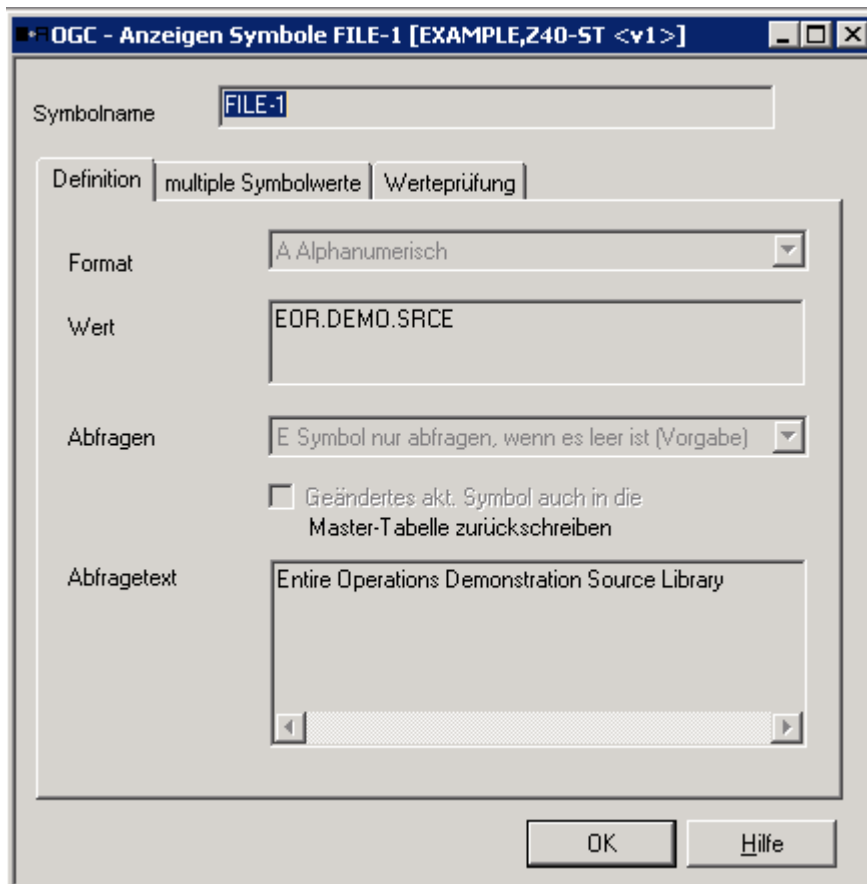 OGC - Anzeigen Symbole FILE-1 [EXAMPLE,Z40-ST <v1>]
Symbolname FILE-1
Definition multiple Symbolwerte Werteprüfung
Format A Alphanumerisch
Wert EOR.DEMO.SRCE
Abfragen E Symbol nur abfragen, wenn es leer ist (Vorgabe)
Geändertes akt. Symbol auch in die
Master-Tabelle zurückschreiben
Abfragetext Entire Operations Demonstration Source Library
OK Hilfe